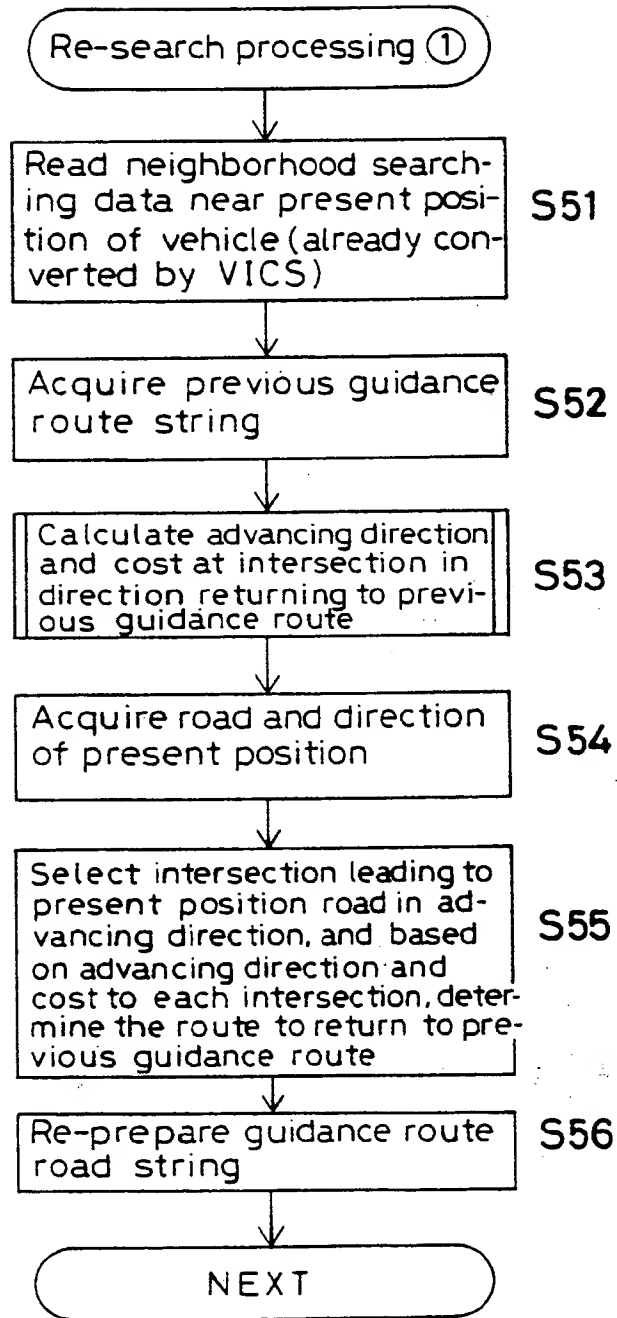 Re-search processing ①
Read neighborhood search-
ing data near present posi-
tion of vehicle (already con-
verted by VICS)
S51
Acquire previous guidance
route string
S52
Calculate advancing direction
and cost at intersection in
direction returning to previ-
ous guidance route
S53
Acquire road and direction
of present position
S54
Select intersection leading to
present position road in ad-
vancing direction, and based
on advancing direction and
cost to each intersection, deter-
mine the route to return to pre-
vious guidance route
S55
Re-prepare guidance route
road string
S56
NEXT